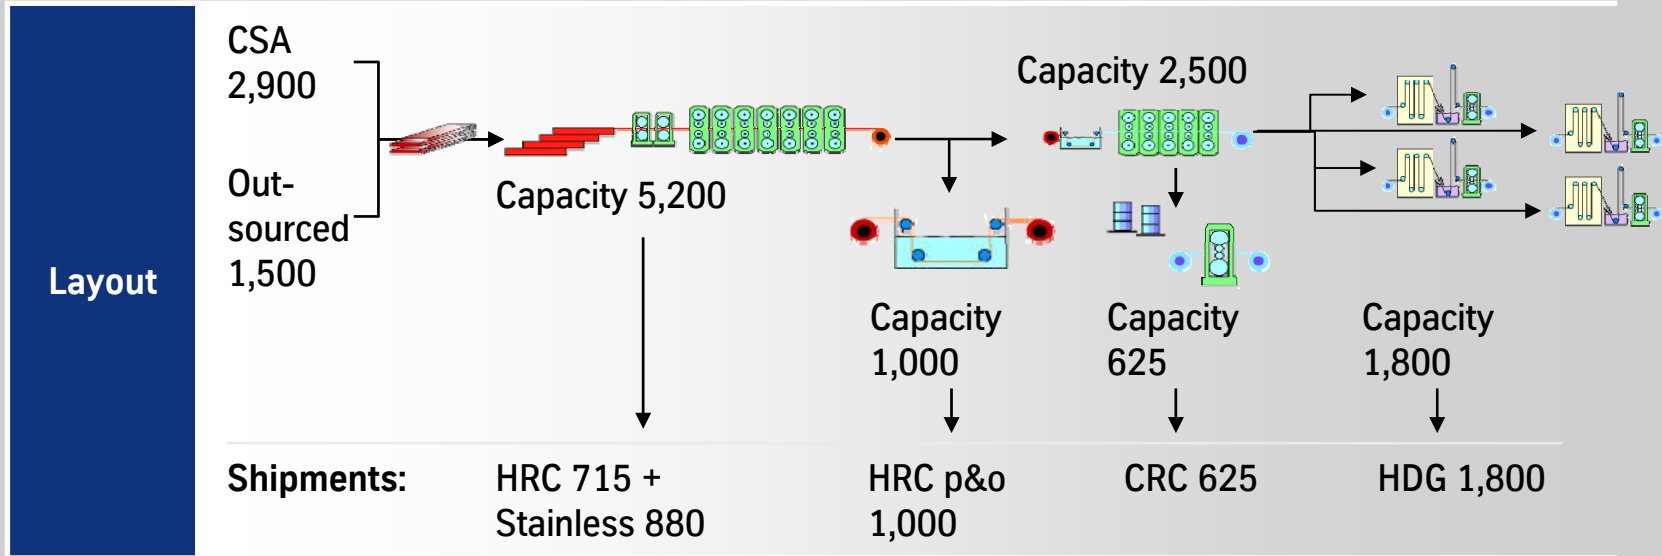 Layout
CSA
2,900
Out-
sourced
1,500
Capacity 5,200
Capacity 2,500
Capacity
1,000
Capacity
625
Capacity
1,800
Shipments:
HRC 715 +
Stainless 880
HRC p&o
1,000
CRC 625
HDG 1,800